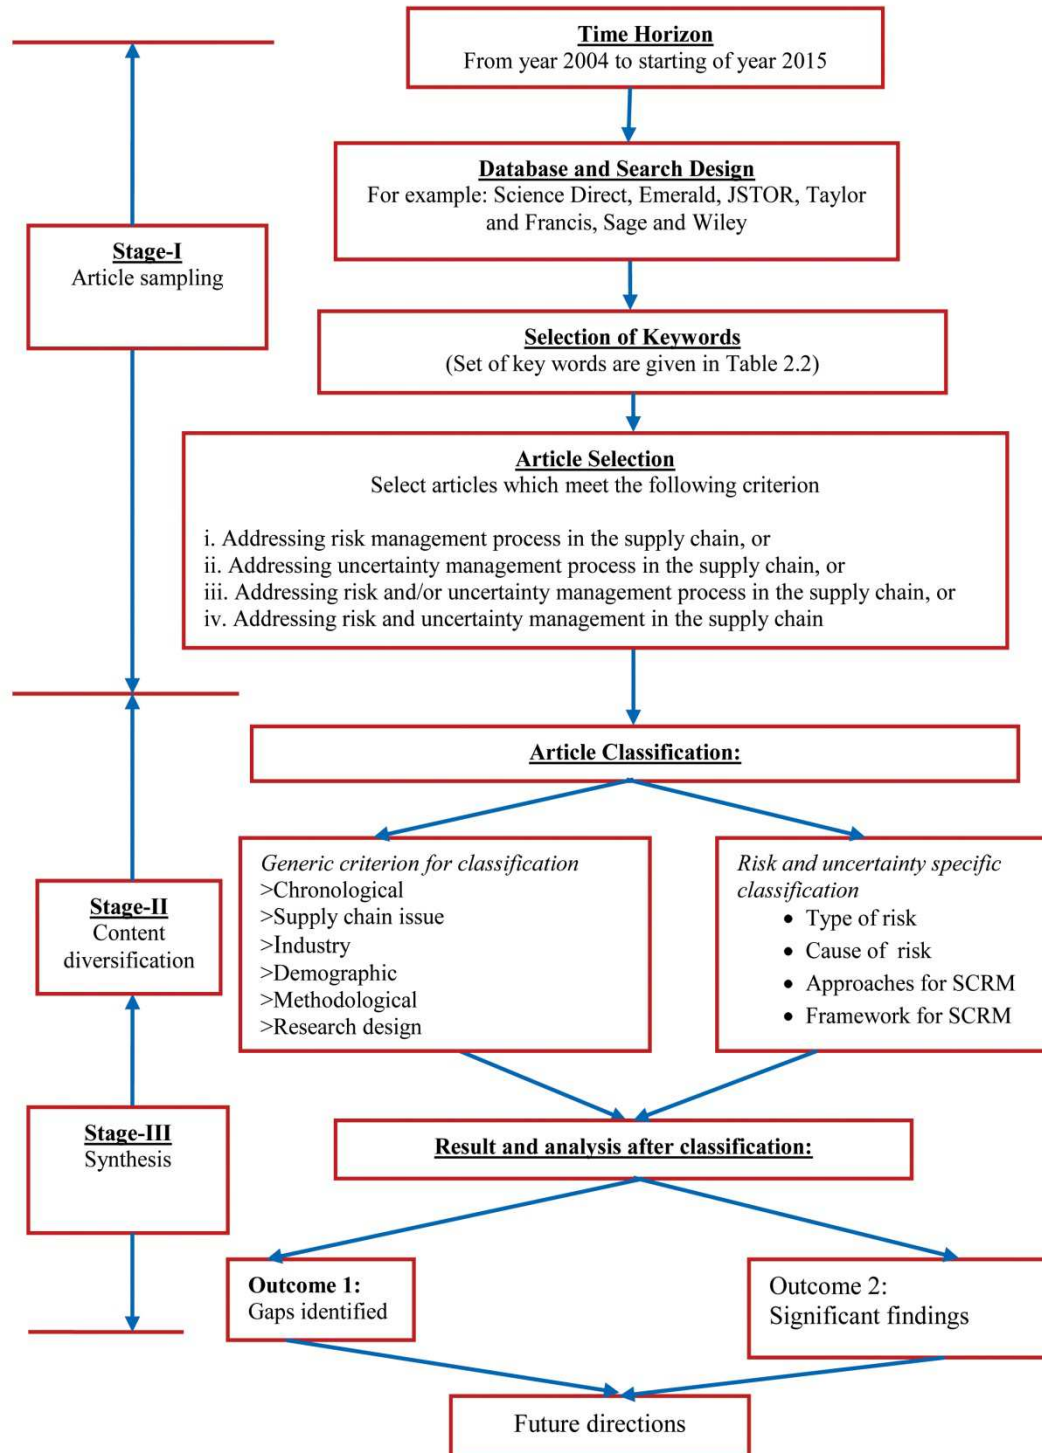 Time Horizon
From year 2004 to starting of year 2015
Database and Search Design
For example: Science Direct, Emerald, JSTOR, Taylor
and Francis, Sage and Wiley
Stage-I
Article sampling
Selection of Keywords
(Set of key words are given in Table 2.2)
Article Selection
Select articles which meet the following criterion
i. Addressing risk management process in the supply chain, or
ii. Addressing uncertainty management process in the supply chain, or
iii. Addressing risk and/or uncertainty management process in the supply chain, or
iv. Addressing risk and uncertainty management in the supply chain
Article Classification:
Stage-II
Content
diversification
Generic criterion for classification
>Chronological
>Supply chain issue
>Industry
>Demographic
>Methodological
>Research design
Risk and uncertainty specific
classification
• Type of risk
• Cause of risk
• Approaches for SCRM
• Framework for SCRM
Stage-III
Synthesis
Result and analysis after classification:
Outcome 1:
Gaps identified
Outcome 2:
Significant findings
Future directions